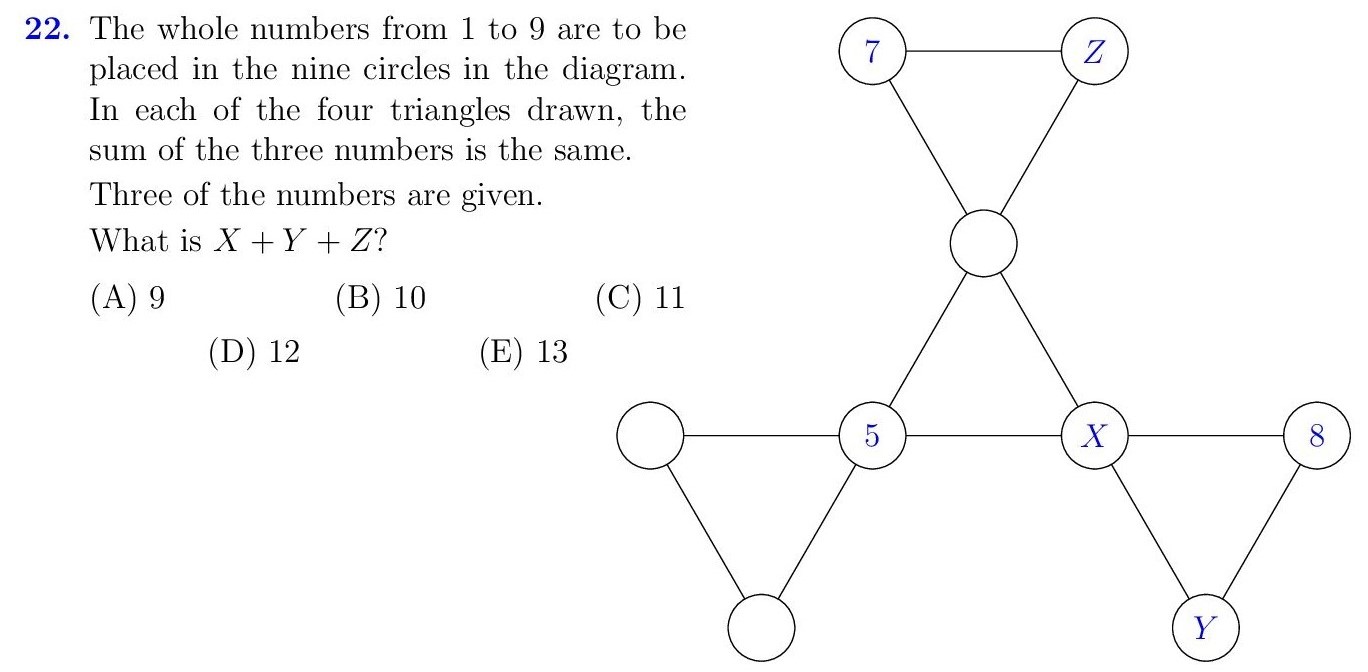 22. The whole numbers from 1 to 9 are to be
placed in the nine circles in the diagram.
In each of the four triangles drawn, the
sum of the three numbers is the same.
Three of the numbers are given.
What is X + Y + Z?
(A) 9 (B) 10 (C) 11
(D) 12 (E) 13
7 Z
5 X 8
Y